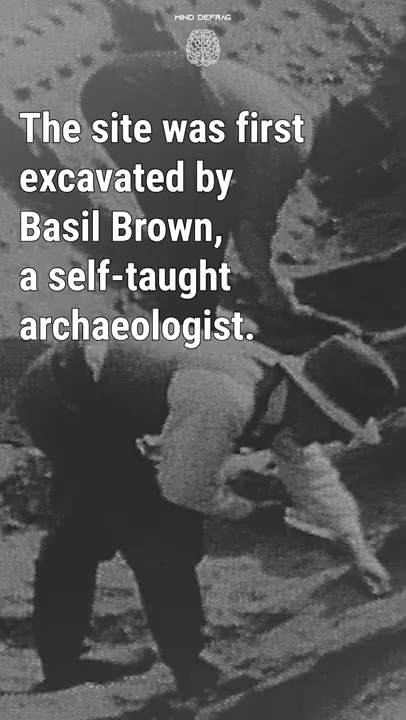 MIND DEFRAG
The site was first
excavated by
Basil Brown,
a self-taught
archaeologist.